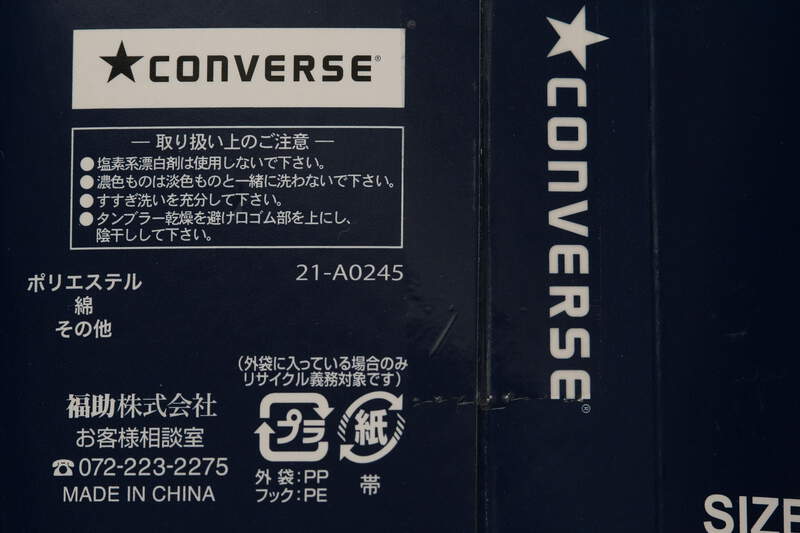 ★CONVERSE®
― 取り扱い上のご注意 ―
●塩素系漂白剤は使用しないで下さい。
●濃色ものは淡色ものと一緒に洗わないで下さい。
●すすぎ洗いを充分して下さい。
●タンブラー乾燥を避け口ゴム部を上にし、
陰干しして下さい。
21-A0245
ポリエステル
綿
その他
(外袋に入っている場合のみ
リサイクル義務対象です)
福助株式会社
お客様相談室
☎072-223-2275
MADE IN CHINA
プラ
外袋:PP
フック:PE
紙
帯
★CONVERSE®
SIZE